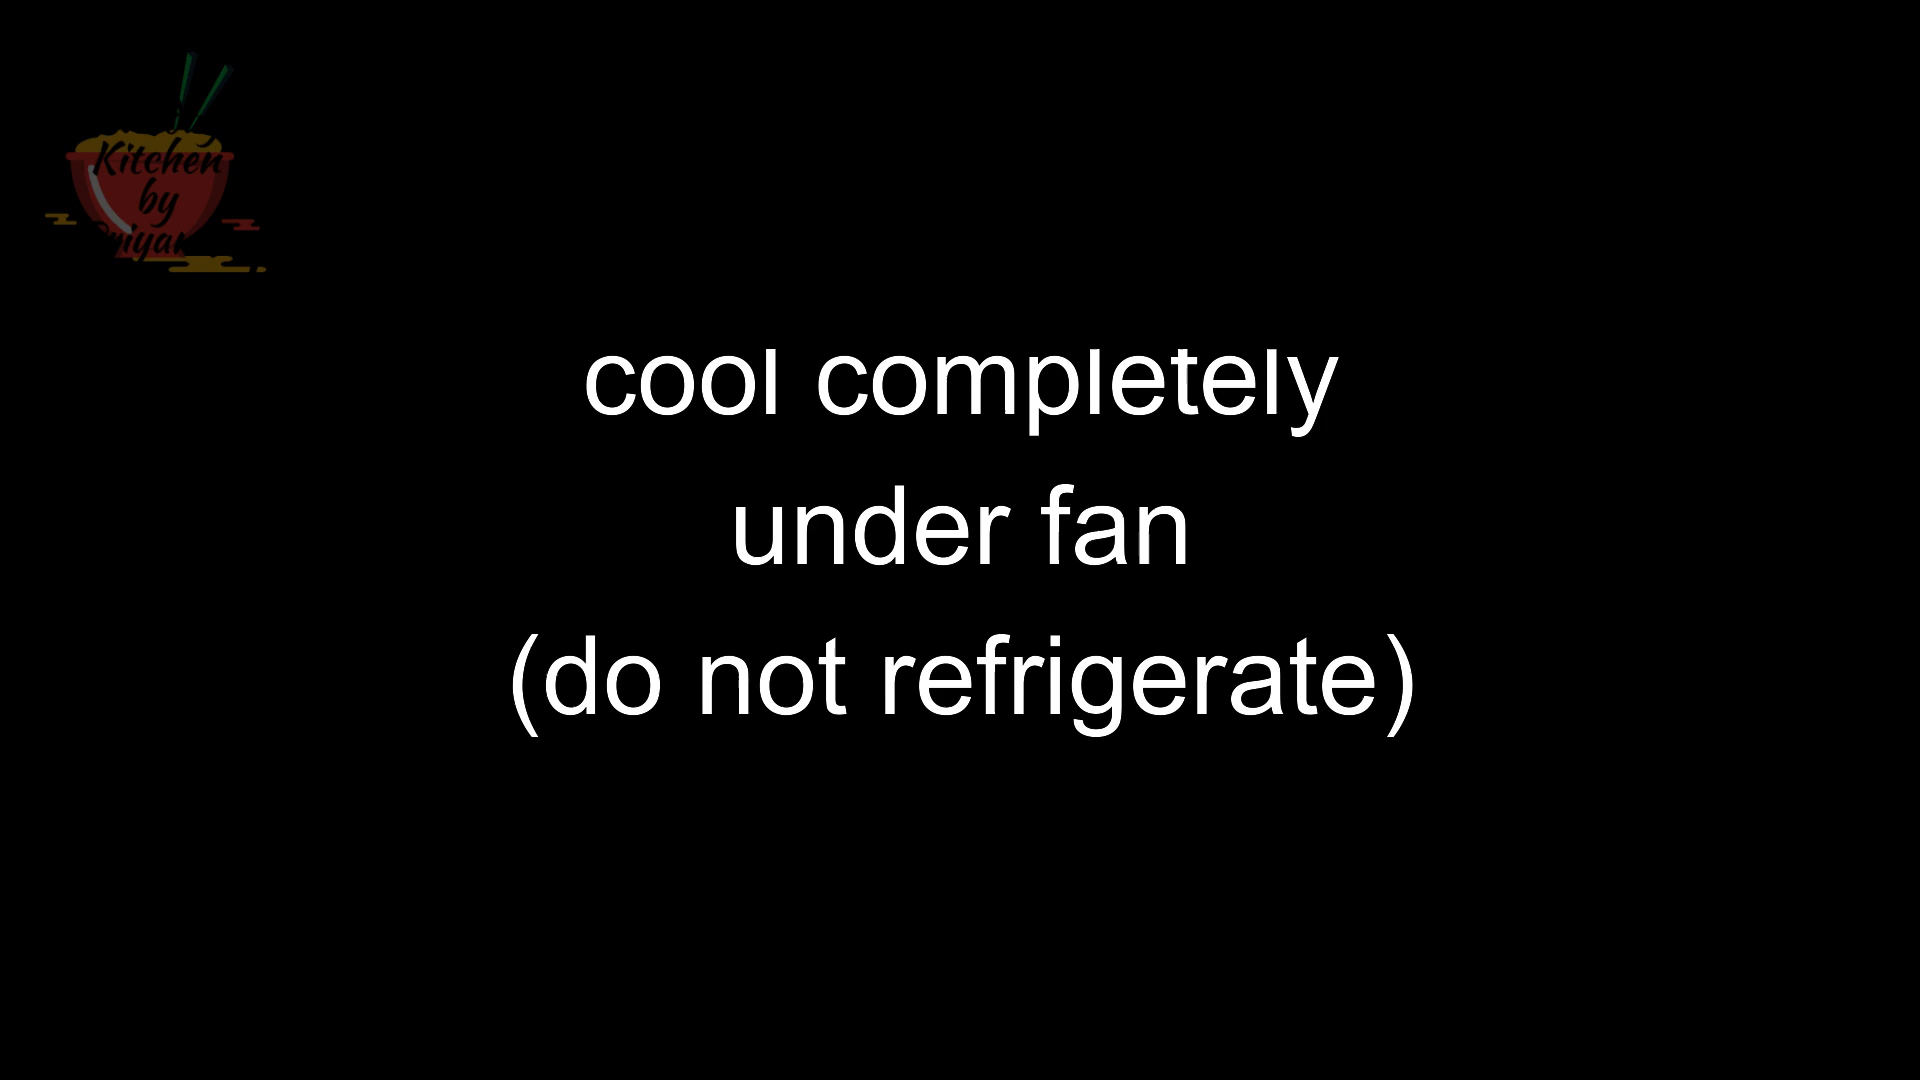 Kitchen
by
cool completely
under fan
(do not refrigerate)